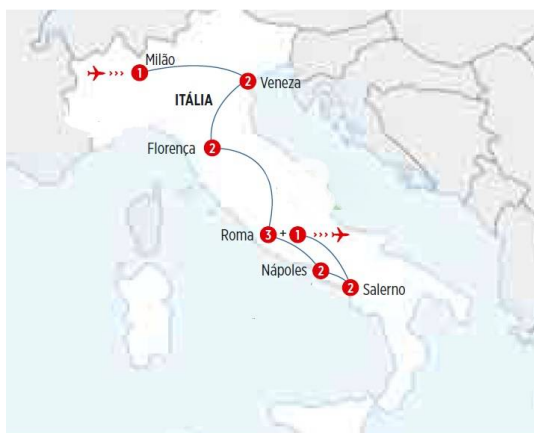 Milão
››› 1
2 Veneza
ITÁLIA
Florença 2
Roma 3 + 1 ›››
Nápoles 2
2 Salerno